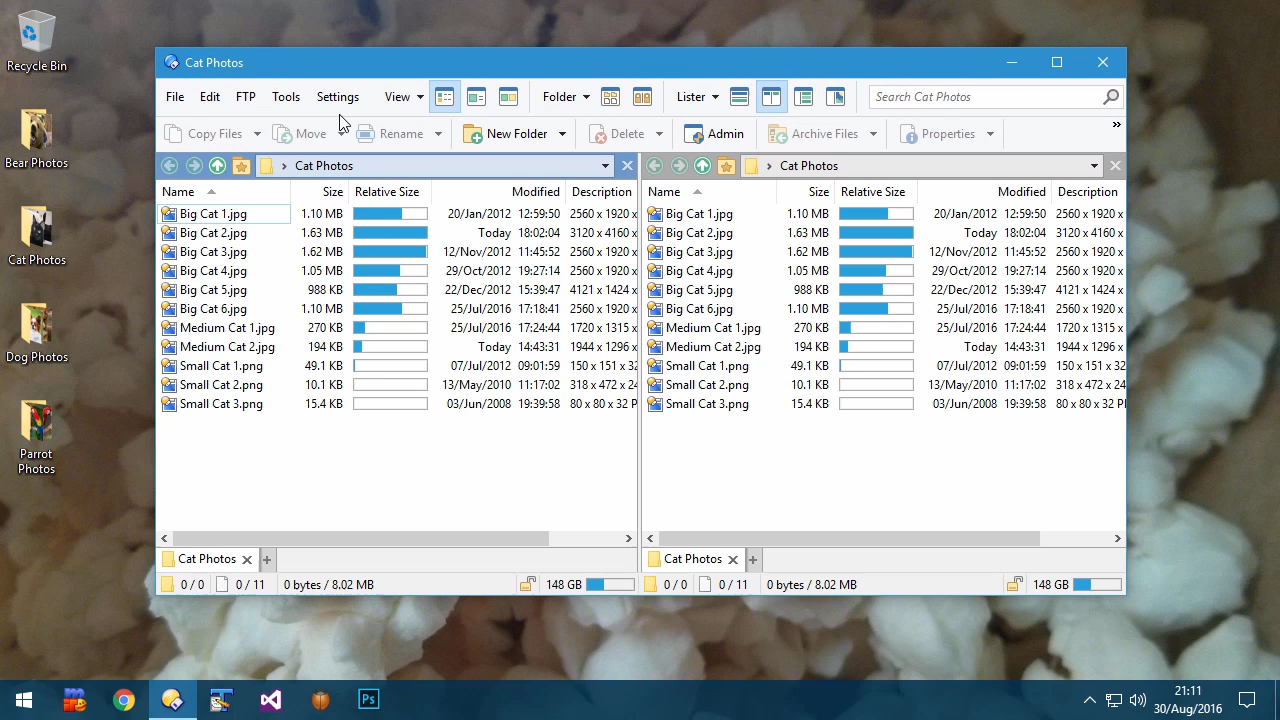 Recycle Bin
Bear Photos
Cat Photos
Dog Photos
Parrot
Photos
Cat Photos
File Edit FTP Tools Settings View Folder Lister Search Cat Photos
Copy Files Move Rename New Folder Delete Admin Archive Files Properties »
Cat Photos
Name Size Relative Size Modified Description
Big Cat 1.jpg 1.10 MB 20/Jan/2012 12:59:50 2560 x 1920 x
Big Cat 2.jpg 1.63 MB Today 18:02:04 3120 x 4160 x
Big Cat 3.jpg 1.62 MB 12/Nov/2012 11:45:52 2560 x 1920 x
Big Cat 4.jpg 1.05 MB 29/Oct/2012 19:27:14 2560 x 1920 x
Big Cat 5.jpg 988 KB 22/Dec/2012 15:39:47 4121 x 1424 x
Big Cat 6.jpg 1.10 MB 25/Jul/2016 17:18:41 2560 x 1920 x
Medium Cat 1.jpg 270 KB 25/Jul/2016 17:24:44 1720 x 1315 x
Medium Cat 2.jpg 194 KB Today 14:43:31 1944 x 1296 x
Small Cat 1.png 49.1 KB 07/Jul/2012 09:01:59 150 x 151 x 32
Small Cat 2.png 10.1 KB 13/May/2010 11:17:02 318 x 472 x 24
Small Cat 3.png 15.4 KB 03/Jun/2008 19:39:58 80 x 80 x 32 P
Cat Photos
0 / 0 0 / 11 0 bytes / 8.02 MB 148 GB
Cat Photos
Name Size Relative Size Modified Description
Big Cat 1.jpg 1.10 MB 20/Jan/2012 12:59:50 2560 x 1920 x
Big Cat 2.jpg 1.63 MB Today 18:02:04 3120 x 4160 x
Big Cat 3.jpg 1.62 MB 12/Nov/2012 11:45:52 2560 x 1920 x
Big Cat 4.jpg 1.05 MB 29/Oct/2012 19:27:14 2560 x 1920 x
Big Cat 5.jpg 988 KB 22/Dec/2012 15:39:47 4121 x 1424 x
Big Cat 6.jpg 1.10 MB 25/Jul/2016 17:18:41 2560 x 1920 x
Medium Cat 1.jpg 270 KB 25/Jul/2016 17:24:44 1720 x 1315 x
Medium Cat 2.jpg 194 KB Today 14:43:31 1944 x 1296 x
Small Cat 1.png 49.1 KB 07/Jul/2012 09:01:59 150 x 151 x 32
Small Cat 2.png 10.1 KB 13/May/2010 11:17:02 318 x 472 x 24
Small Cat 3.png 15.4 KB 03/Jun/2008 19:39:58 80 x 80 x 32 P
Cat Photos
0 / 0 0 / 11 0 bytes / 8.02 MB 148 GB
Ps
21:11
30/Aug/2016